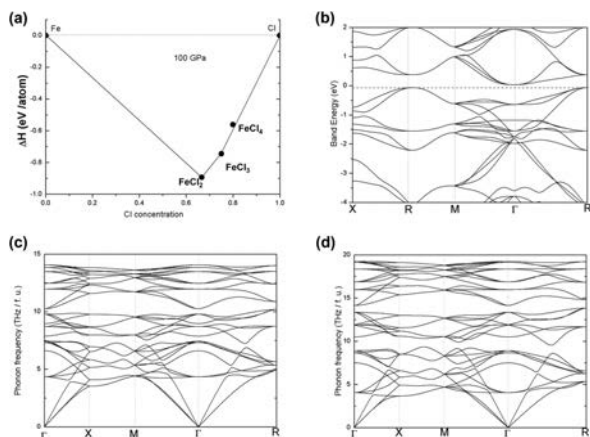 (a)
Fe
Cl
100 GPa
FeCl4
FeCl3
FeCl2
ΔH (eV /atom)
0.0
-0.2
-0.4
-0.6
-0.8
-1.0
0.0 0.2 0.4 0.6 0.8 1.0
Cl concentration
(b)
Band Energy (eV)
2
1
0
-1
-2
-3
-4
X R M Γ R
(c)
Phonon frequency (THz / f. u.)
15
10
5
0
Γ X M Γ R
(d)
Phonon frequency (THz / f. u.)
20
15
10
5
0
Γ X M Γ R